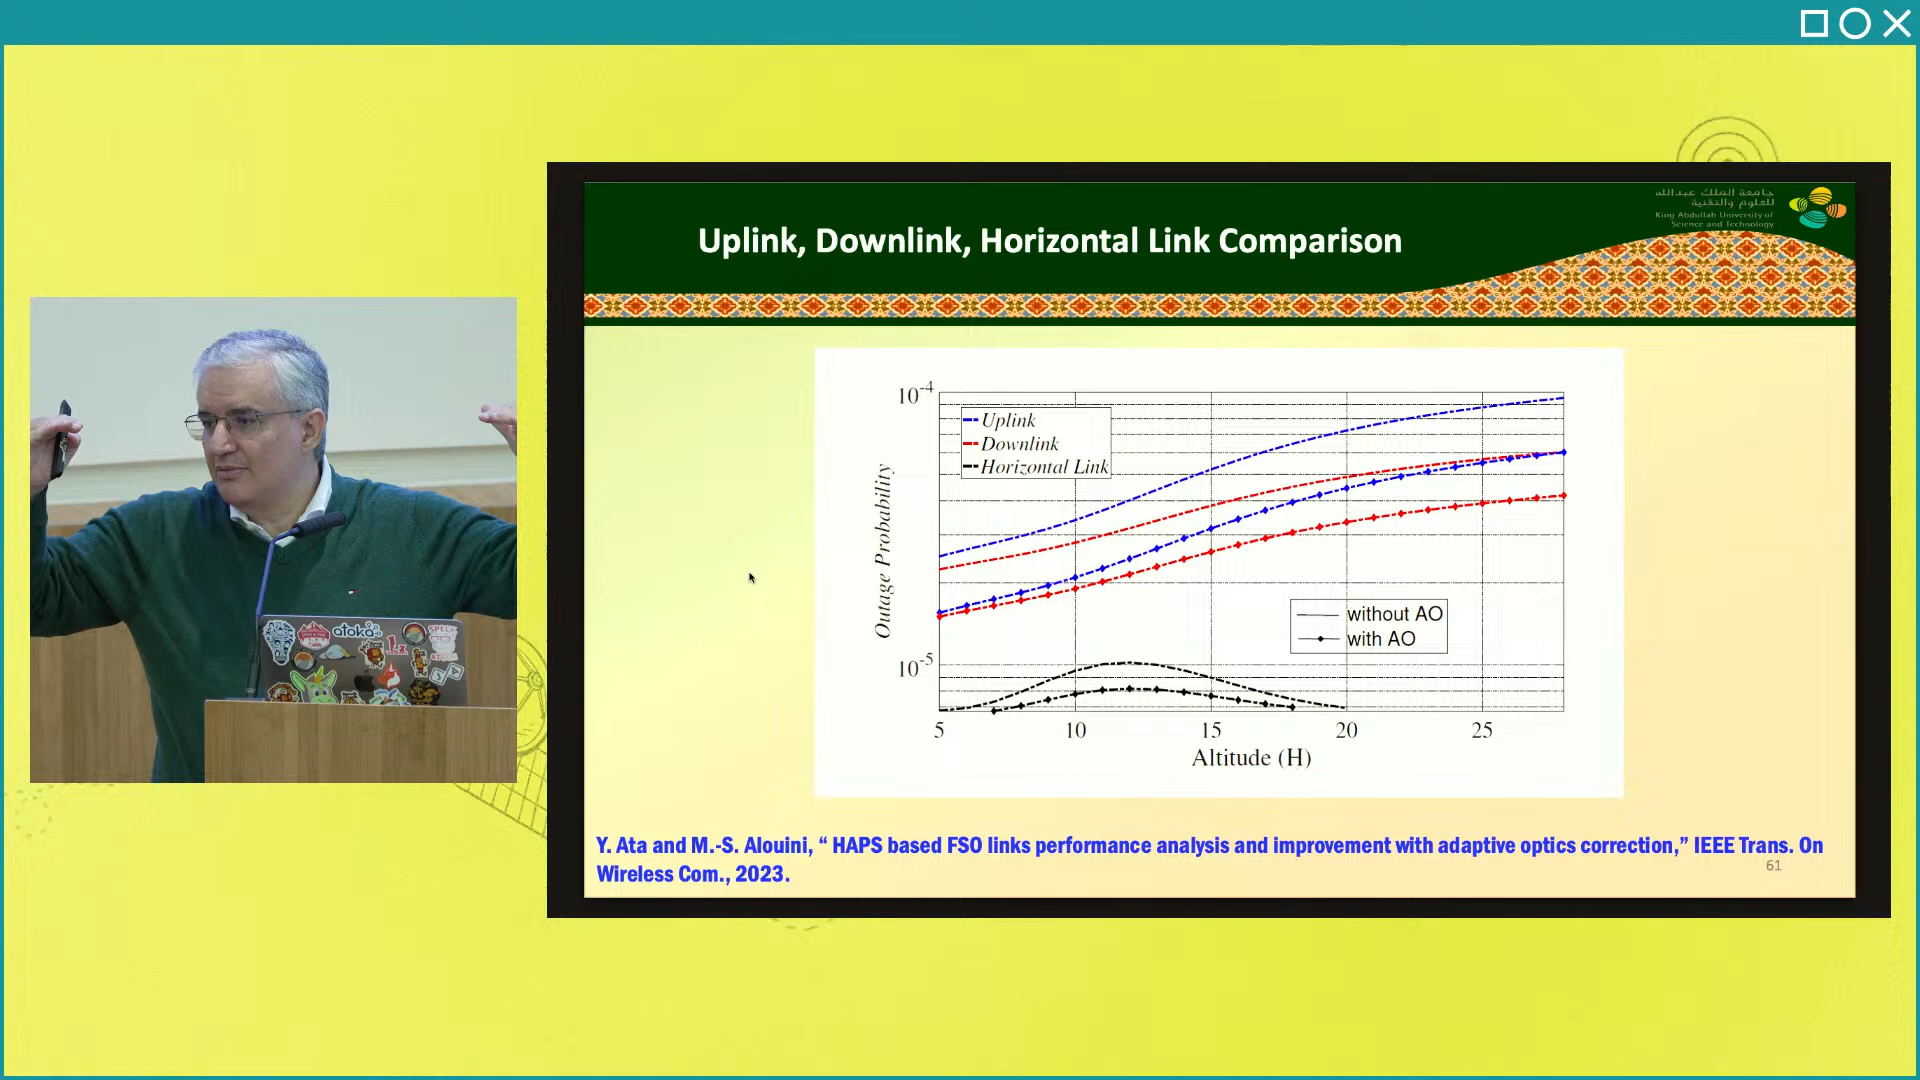 Uplink, Downlink, Horizontal Link Comparison
جامعة الملك عبدالله
للعلوم والتقنية
King Abdullah University of
Science and Technology
10-4
Uplink
Downlink
Horizontal Link
Outage Probability
without AO
with AO
10-5
5 10 15 20 25
Altitude (H)
Y. Ata and M.-S. Alouini, “ HAPS based FSO links performance analysis and improvement with adaptive optics correction,” IEEE Trans. On
Wireless Com., 2023.
61
atoka